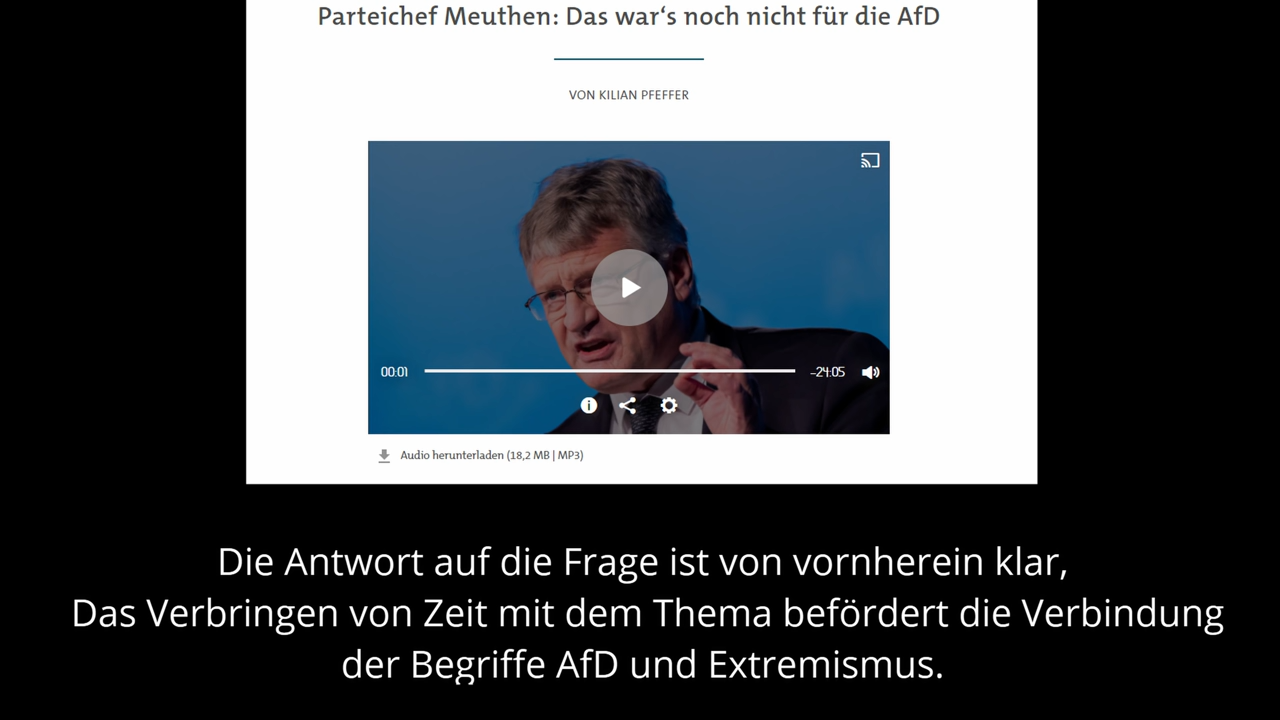 Parteichef Meuthen: Das war‘s noch nicht für die AfD
VON KILIAN PFEFFER
00:01
-24:05
Audio herunterladen (18,2 MB | MP3)
Die Antwort auf die Frage ist von vornherein klar,
Das Verbringen von Zeit mit dem Thema befördert die Verbindung
der Begriffe AfD und Extremismus.